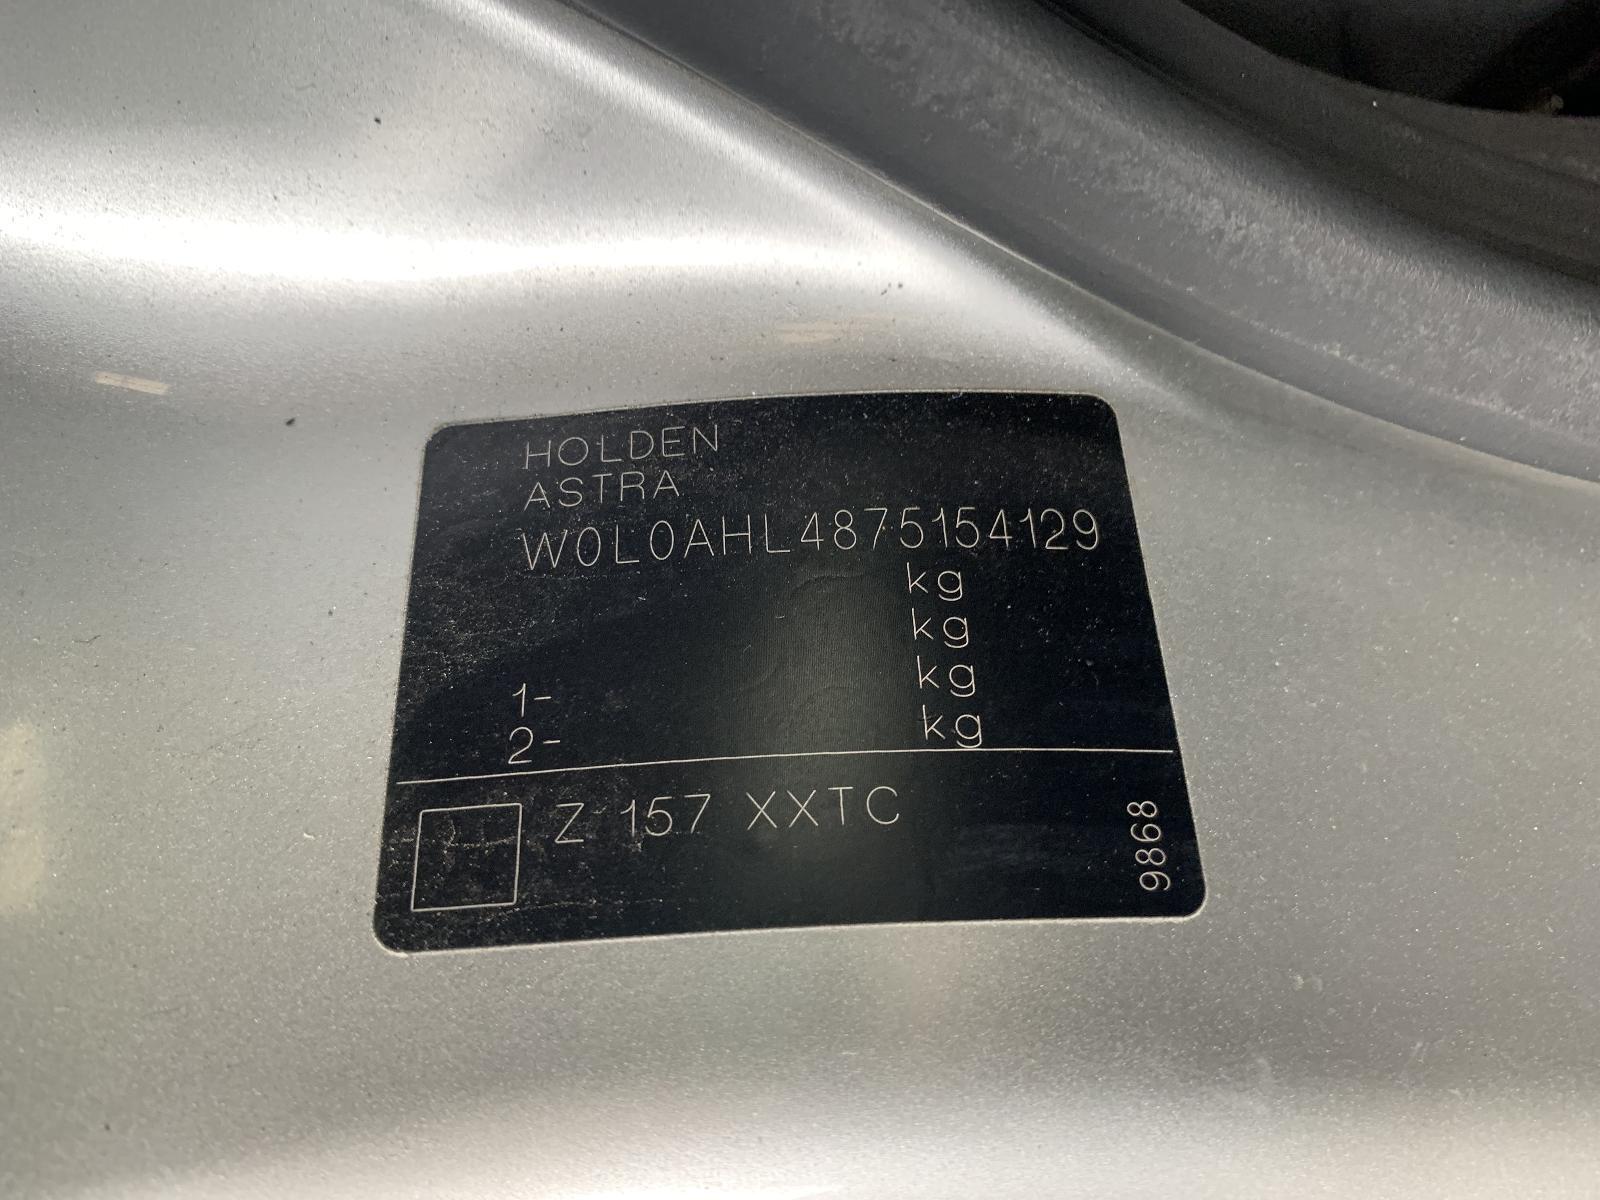 HOLDEN
ASTRA
W0L0AHL4875154129
kg
kg
1- kg
2- kg
Z 157 XXTC
9868